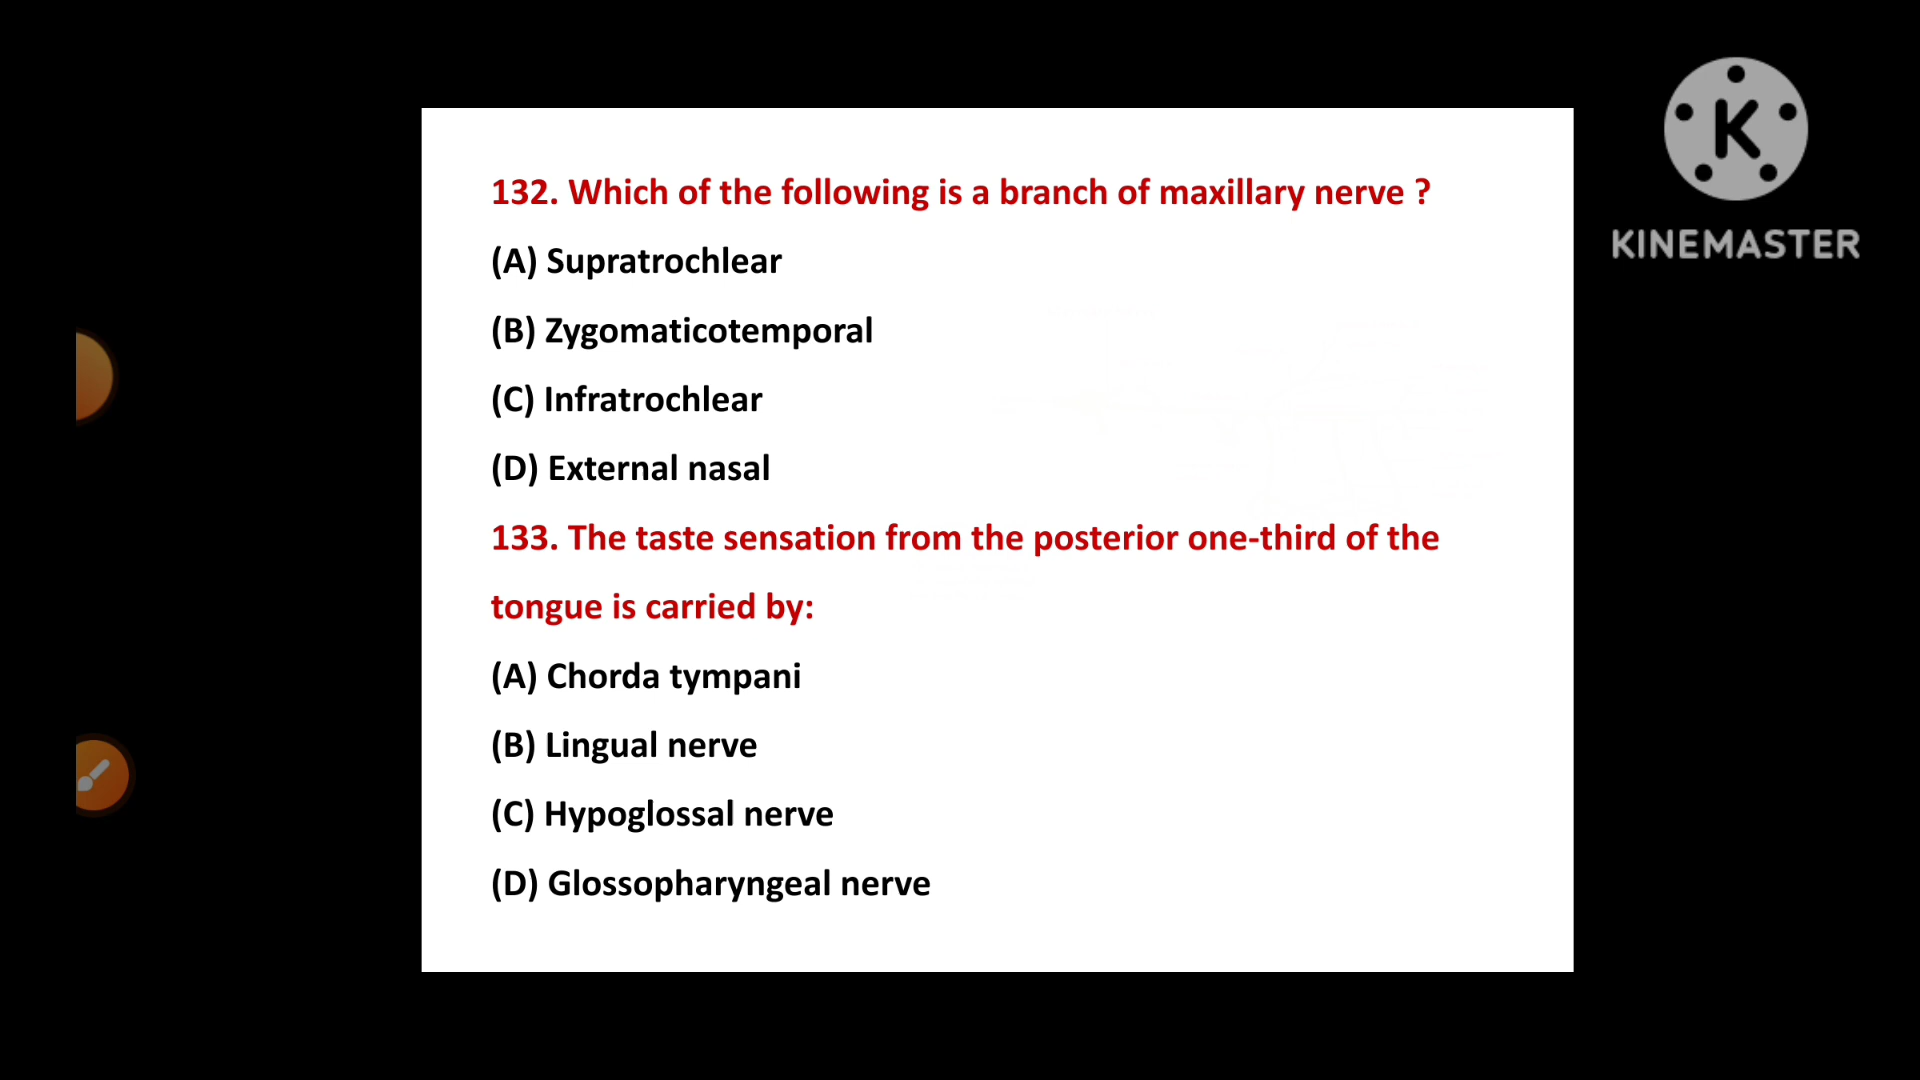 132. Which of the following is a branch of maxillary nerve ?
(A) Supratrochlear
(B) Zygomaticotemporal
(C) Infratrochlear
(D) External nasal
133. The taste sensation from the posterior one-third of the
tongue is carried by:
(A) Chorda tympani
(B) Lingual nerve
(C) Hypoglossal nerve
(D) Glossopharyngeal nerve
K
KINEMASTER